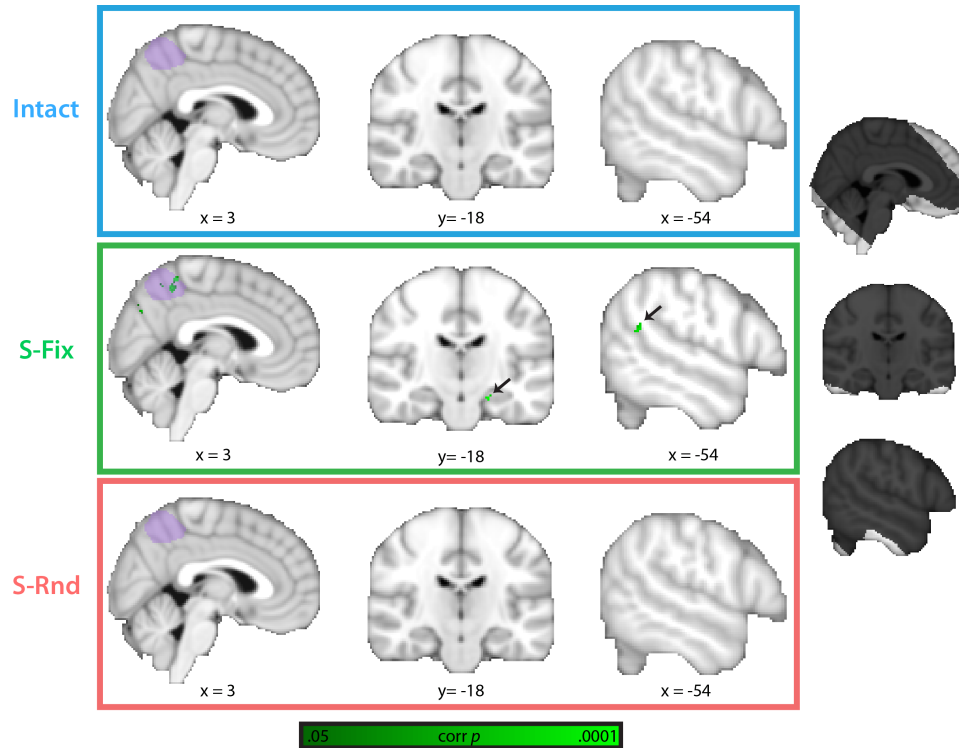 Intact
x = 3
y= -18
x = -54
S-Fix
x = 3
y= -18
x = -54
S-Rnd
x = 3
y= -18
x = -54
.05 corr p .0001